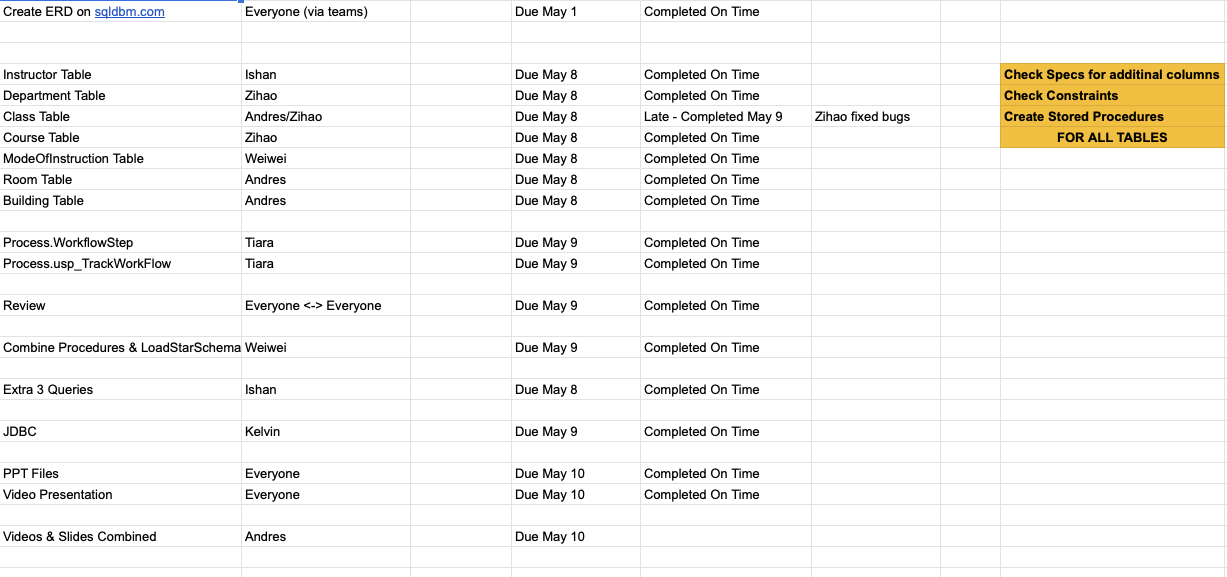 Create ERD on sqldbm.com Everyone (via teams) Due May 1 Completed On Time
Instructor Table Ishan Due May 8 Completed On Time Check Specs for additinal columns
Department Table Zihao Due May 8 Completed On Time Check Constraints
Class Table Andres/Zihao Due May 8 Late - Completed May 9 Zihao fixed bugs Create Stored Procedures
Course Table Zihao Due May 8 Completed On Time FOR ALL TABLES
ModeOfInstruction Table Weiwei Due May 8 Completed On Time
Room Table Andres Due May 8 Completed On Time
Building Table Andres Due May 8 Completed On Time
Process.WorkflowStep Tiara Due May 9 Completed On Time
Process.usp_TrackWorkFlow Tiara Due May 9 Completed On Time
Review Everyone <-> Everyone Due May 9 Completed On Time
Combine Procedures & LoadStarSchema Weiwei Due May 9 Completed On Time
Extra 3 Queries Ishan Due May 8 Completed On Time
JDBC Kelvin Due May 9 Completed On Time
PPT Files Everyone Due May 10 Completed On Time
Video Presentation Everyone Due May 10 Completed On Time
Videos & Slides Combined Andres Due May 10